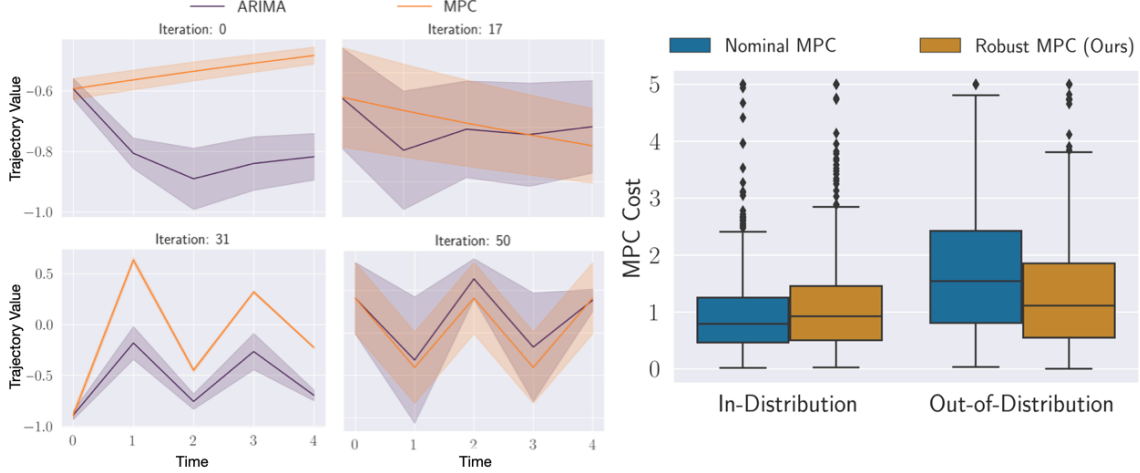 ARIMA MPC
Iteration: 0
Iteration: 17
Trajectory Value
−0.6
−0.8
−1.0
Iteration: 31
Iteration: 50
Trajectory Value
0.5
0.0
−0.5
−1.0
0 1 2 3 4
0 1 2 3 4
Time
Time
Nominal MPC
Robust MPC (Ours)
MPC Cost
5
4
3
2
1
0
In-Distribution
Out-of-Distribution